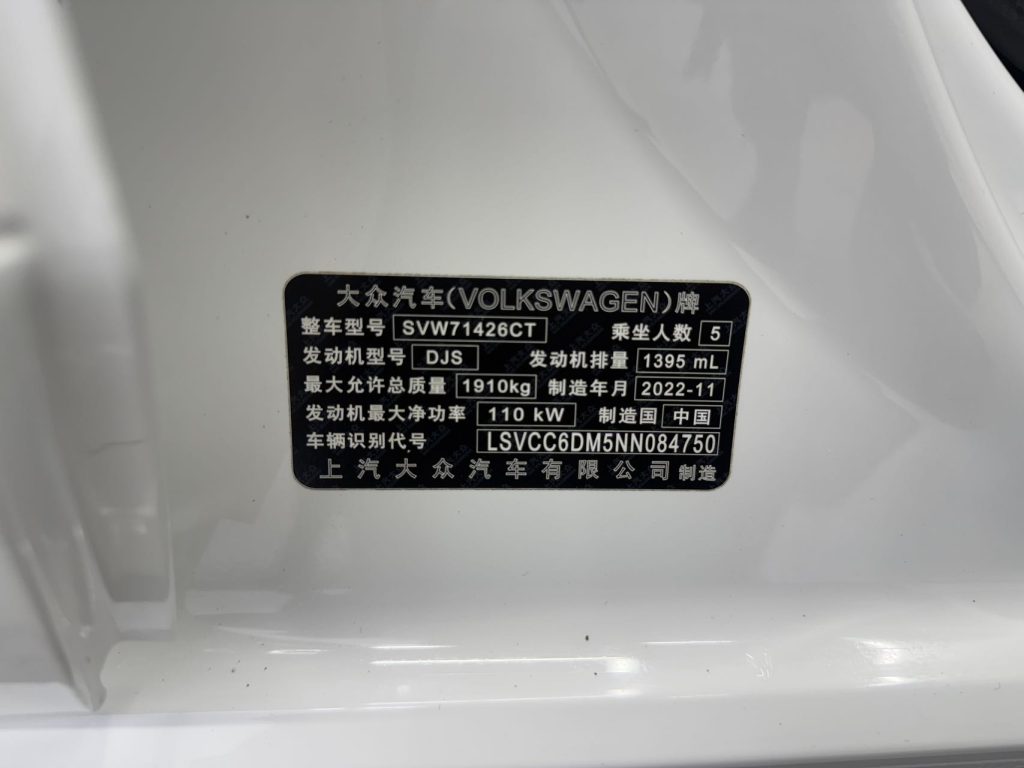 大众汽车(VOLKSWAGEN)牌
整车型号 SVW71426CT 乘坐人数 5
发动机型号 DJS 发动机排量 1395 mL
最大允许总质量 1910kg 制造年月 2022-11
发动机最大净功率 110 kW 制造国 中国
车辆识别代号 LSVCC6DM5NN084750
上汽大众汽车有限公司制造